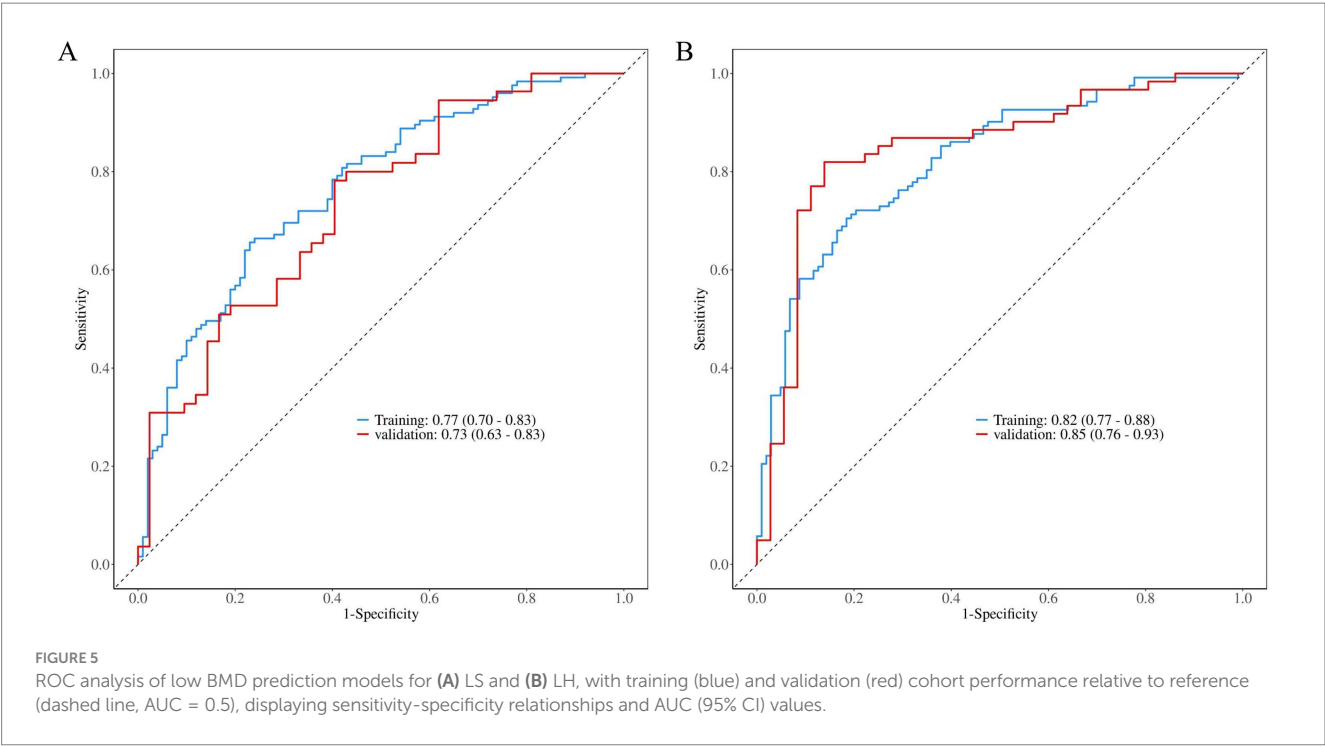 A
1.0
0.8
0.6
0.4
0.2
0.0
Sensitivity
Training: 0.77 (0.70 - 0.83)
validation: 0.73 (0.63 - 0.83)
0.0 0.2 0.4 0.6 0.8 1.0
1-Specificity
B
1.0
0.8
0.6
0.4
0.2
0.0
Sensitivity
Training: 0.82 (0.77 - 0.88)
validation: 0.85 (0.76 - 0.93)
0.0 0.2 0.4 0.6 0.8 1.0
1-Specificity
FIGURE 5
ROC analysis of low BMD prediction models for (A) LS and (B) LH, with training (blue) and validation (red) cohort performance relative to reference
(dashed line, AUC = 0.5), displaying sensitivity-specificity relationships and AUC (95% CI) values.